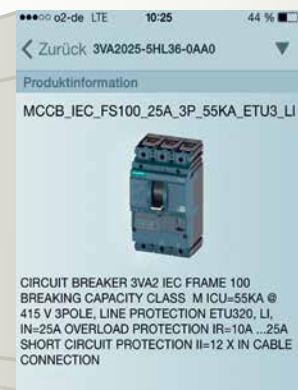 o2-de LTE 10:25 44 %
Zurück 3VA2025-5HL36-0AA0
Produktinformation
MCCB_IEC_FS100_25A_3P_55KA_ETU3_LI
CIRCUIT BREAKER 3VA2 IEC FRAME 100
BREAKING CAPACITY CLASS M ICU=55KA @
415 V 3POLE, LINE PROTECTION ETU320, LI,
IN=25A OVERLOAD PROTECTION IR=10A ...25A
SHORT CIRCUIT PROTECTION II=12 X IN CABLE
CONNECTION